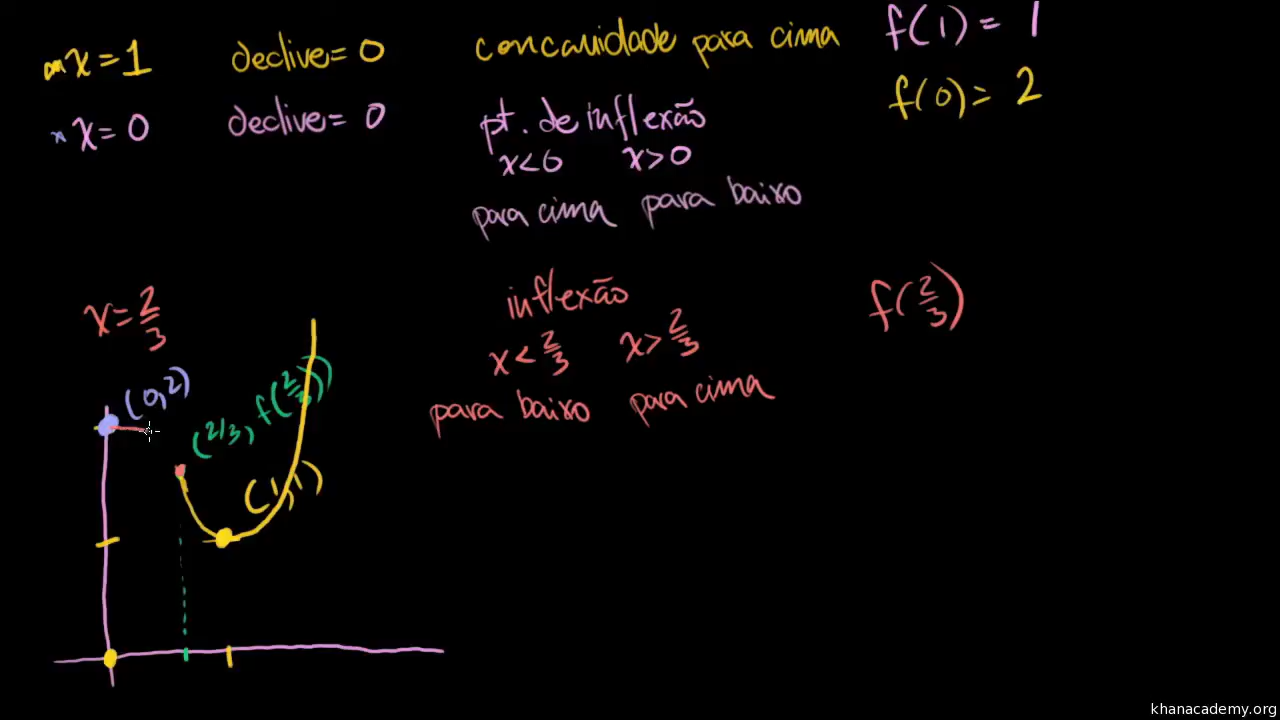 em x = 1 declive = 0 concavidade para cima f(1) = 1
x = 0 declive = 0 f(0) = 2
pt. de inflexão
x<0 x>0
para cima para baixo
x = 2/3 inflexão f(2/3)
x < 2/3 x > 2/3
para baixo para cima
(0,2)
(2/3, f(2/3))
(1,1)
khanacademy.org